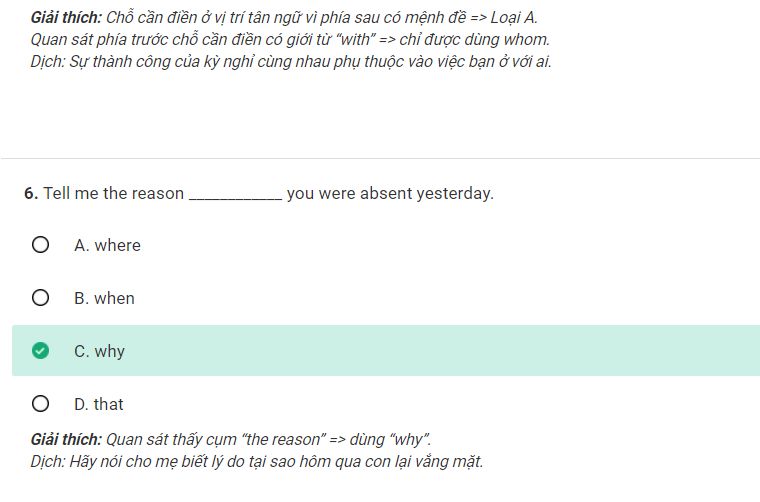 Giải thích: Chỗ cần điền ở vị trí tân ngữ vì phía sau có mệnh đề => Loại A.
Quan sát phía trước chỗ cần điền có giới từ “with” => chỉ được dùng whom.
Dịch: Sự thành công của kỳ nghỉ cùng nhau phụ thuộc vào việc bạn ở với ai.
6. Tell me the reason ____________ you were absent yesterday.
A. where
B. when
C. why
D. that
Giải thích: Quan sát thấy cụm “the reason” => dùng “why”.
Dịch: Hãy nói cho mẹ biết lý do tại sao hôm qua con lại vắng mặt.